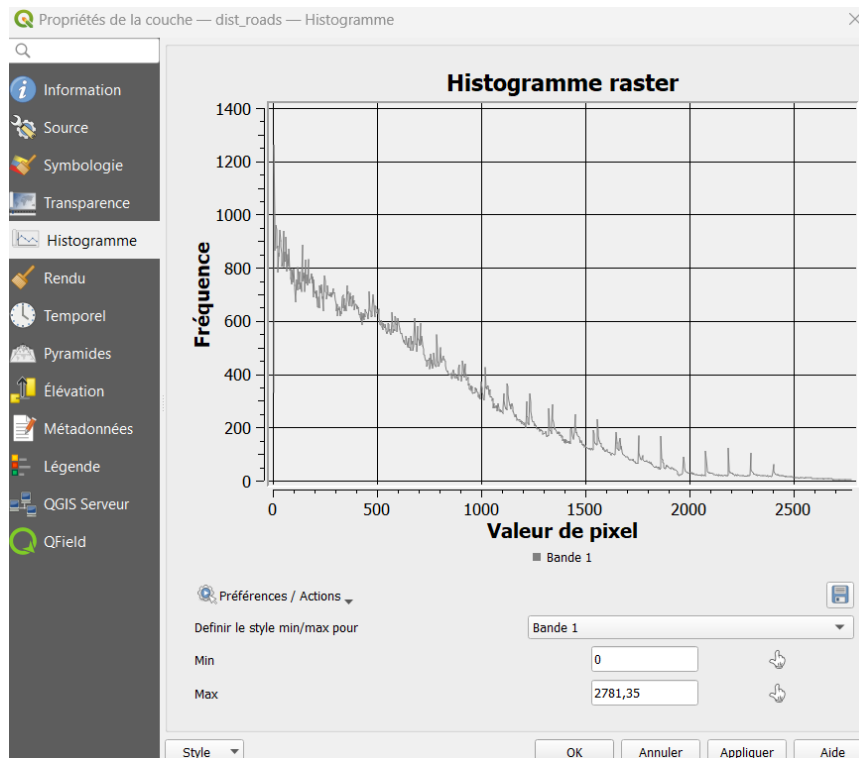 Propriétés de la couche — dist_roads — Histogramme
Information
Source
Symbologie
Transparence
Histogramme
Rendu
Temporel
Pyramides
Élévation
Métadonnées
Légende
QGIS Serveur
QField
Histogramme raster
Fréquence
1400
1200
1000
800
600
400
200
0
0 500 1000 1500 2000 2500
Valeur de pixel
Bande 1
Préférences / Actions
Definir le style min/max pour Bande 1
Min 0
Max 2781,35
Style OK Annuler Appliquer Aide